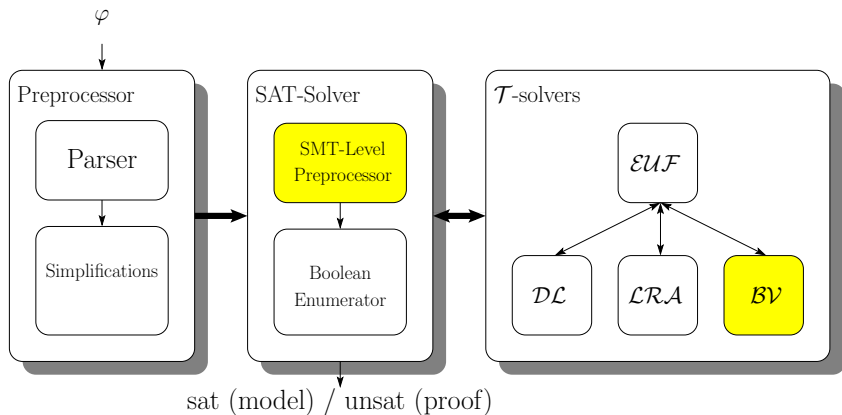 φ
Preprocessor
Parser
Simplifications
SAT-Solver
SMT-Level
Preprocessor
Boolean
Enumerator
𝒯-solvers
ℰ𝒰ℱ
𝒟ℒ
ℒℛ𝒜
ℬ𝒱
sat (model) / unsat (proof)